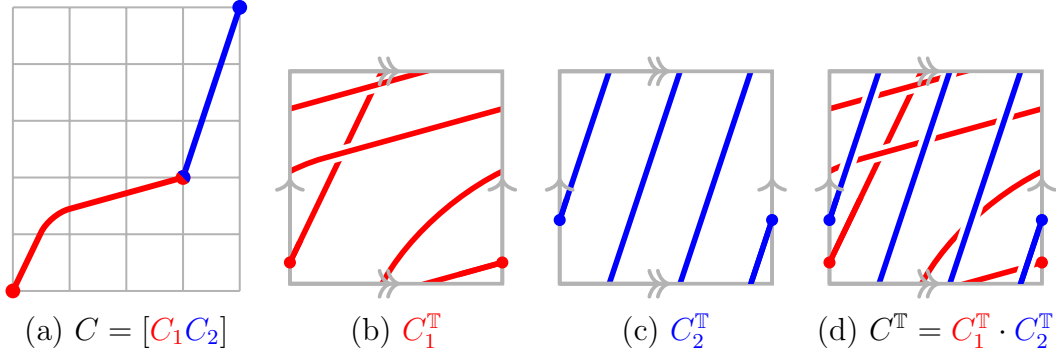 (a) C = [C₁C₂]
(b) C₁^𝕋
(c) C₂^𝕋
(d) C^𝕋 = C₁^𝕋 · C₂^𝕋